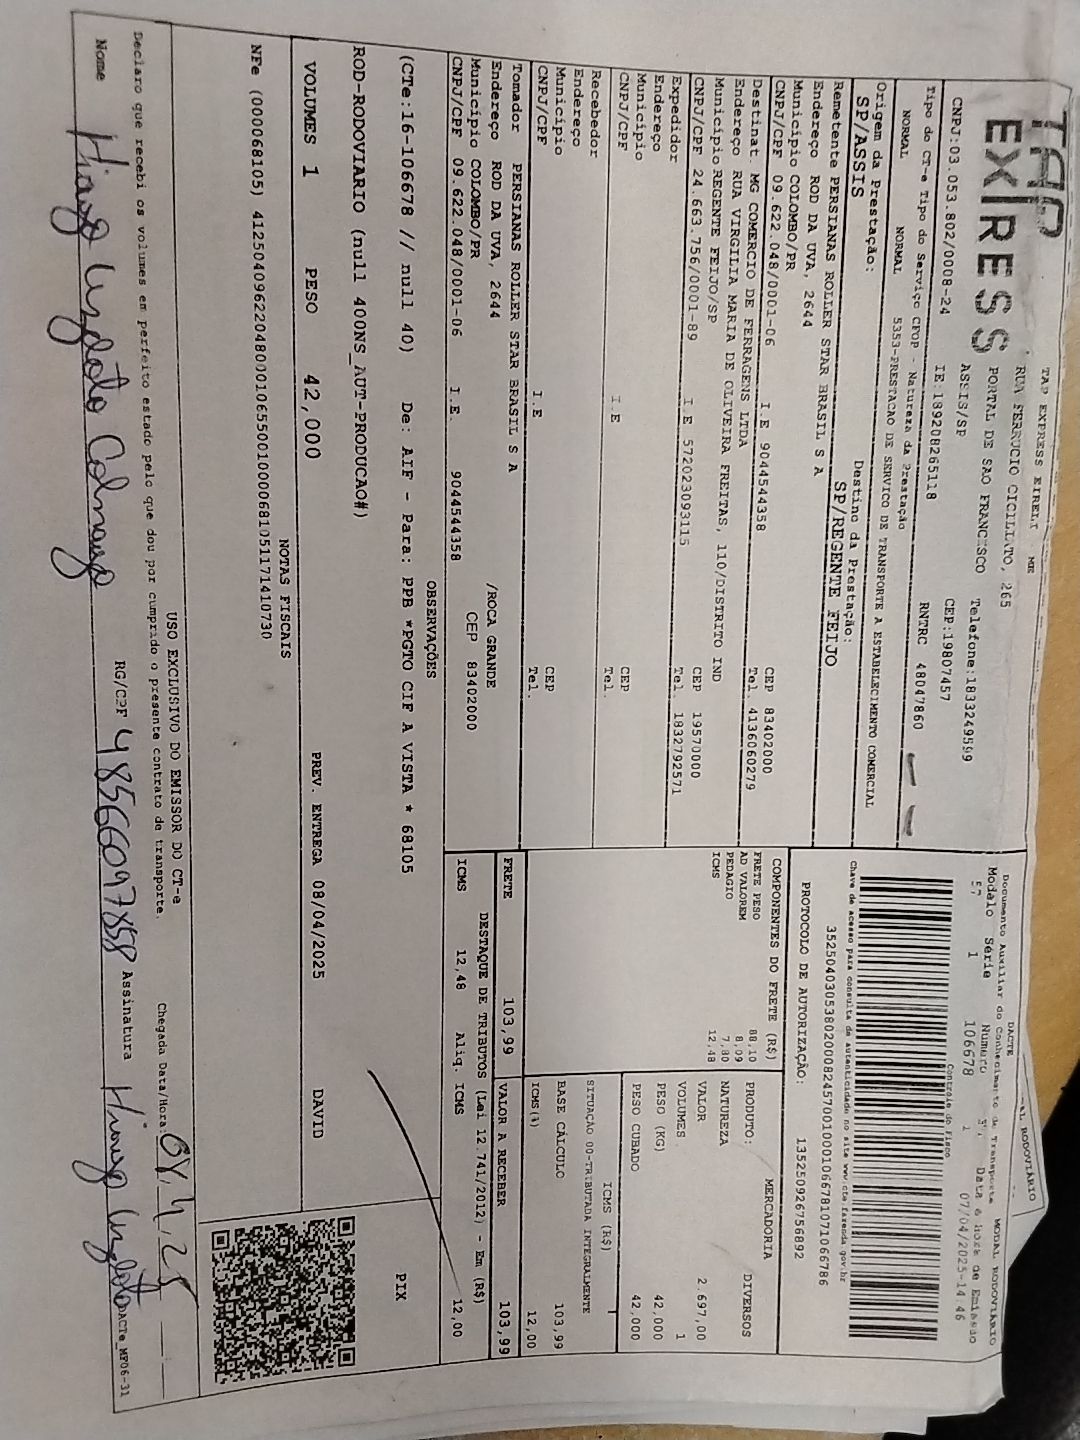 TAP
EX|RESS
TAP EXPRESS EIRELI ME
RUA FERRUCIO CICILIATO, 265
PORTAL DE SAO FRANCISCO Telefone:1833249599
ASSIS/SP CEP:19807457
CNPJ:03.053.802/0008-24 IE:189208265118 RNTRC 48047860
Tipo do CT-e Tipo do Serviço CFOP - Natureza da Prestação
NORMAL NORMAL 5353-PRESTACAO DE SERVICO DE TRANSPORTE A ESTABELECIMENTO COMERCIAL
Origem da Prestação: Destino da Prestação:
SP/ASSIS SP/REGENTE FEIJO
Remetente PERSIANAS ROLLER STAR BRASIL S A
Endereço ROD DA UVA, 2644
Município COLOMBO/PR CEP 83402000
CNPJ/CPF 09.622.048/0001-06 I.E 9044544358 Tel. 4136060279
Destinat. MG COMERCIO DE FERRAGENS LTDA
Endereço RUA VIRGILIA MARIA DE OLIVEIRA FREITAS, 110/DISTRITO IND
Município REGENTE FEIJO/SP CEP 19570000
CNPJ/CPF 24.663.756/0001-89 I.E 572023093115 Tel. 1832792571
Expedidor
Endereço
Município CEP
CNPJ/CPF I.E Tel.
Recebedor
Endereço
Município CEP
CNPJ/CPF I.E Tel.
Tomador PERSIANAS ROLLER STAR BRASIL S A
Endereço ROD DA UVA, 2644 /ROCA GRANDE
Município COLOMBO/PR CEP 83402000
CNPJ/CPF 09.622.048/0001-06 I.E. 9044544358
DACTE
Documento Auxiliar do Conhecimento de Transporte MODAL RODOVIÁRIO
Modelo Série Número Data e hora de Emissão
57 1 106678 07/04/2025-14:46
Controle do Fisco
Chave de acesso para consulta de autenticidade no site www.cte.fazenda.gov.br
35250403053802000824570010001066781071066786
PROTOCOLO DE AUTORIZAÇÃO: 135250926756892
COMPONENTES DO FRETE (R$)
FRETE PESO 88,10
AD VALOREM 8,09
PEDAGIO 7,80
ICMS 12,48
MERCADORIA
PRODUTO: DIVERSOS
NATUREZA
VALOR 2.697,00
VOLUMES 1
PESO (KG) 42,000
PESO CUBADO 42,000
ICMS (R$)
SITUAÇÃO 00-TRIBUTADA INTEGRALMENTE
BASE CÁLCULO 103,99
ICMS(%) 12,00
FRETE 103,99 VALOR A RECEBER 103,99
DESTAQUE DE TRIBUTOS (Lei 12.741/2012) - Em (R$)
ICMS 12,48 Aliq. ICMS 12,00
OBSERVAÇÕES
(CTe:16-106678 // null 40) De: AIF - Para: PPB *PGTO CIF A VISTA * 68105
ROD-RODOVIARIO (null 400NS_AUT-PRODUCAO#)
PIX
VOLUMES 1 PESO 42,000 PREV. ENTREGA 08/04/2025 DAVID
NOTAS FISCAIS
NFe (000068105) 41250409622048000106550010000681051171410730
USO EXCLUSIVO DO EMISSOR DO CT-e
Declaro que recebi os volumes em perfeito estado pelo que dou por cumprido o presente contrato de transporte. Chegada Data/Hora: 08.4.25
Nome RG/CPF 48566097858 Assinatura
DACTe_MF06-31